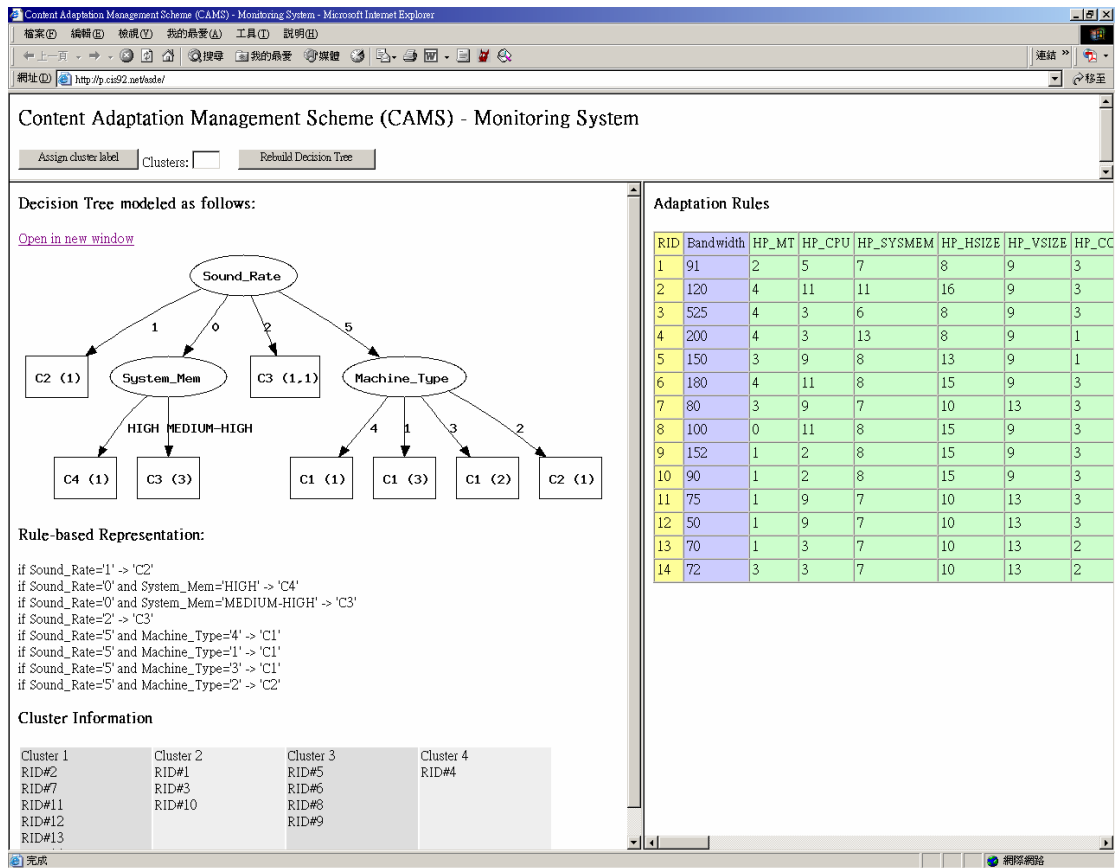 Content Adaptation Management Scheme (CAMS) - Monitoring System - Microsoft Internet Explorer
檔案(F) 編輯(E) 檢視(V) 我的最愛(A) 工具(T) 說明(H)
上一頁 搜尋 我的最愛 媒體 連結 »
網址(D) http://p.cis92.net/asde/ 移至
Content Adaptation Management Scheme (CAMS) - Monitoring System
Assign cluster label Clusters: Rebuild Decision Tree
Decision Tree modeled as follows:
Open in new window
Sound_Rate
1 0 2 5
C2 (1) System_Mem C3 (1,1) Machine_Type
HIGH MEDIUM-HIGH 4 1 3 2
C4 (1) C3 (3) C1 (1) C1 (3) C1 (2) C2 (1)
Rule-based Representation:
if Sound_Rate='1' -> 'C2'
if Sound_Rate='0' and System_Mem='HIGH' -> 'C4'
if Sound_Rate='0' and System_Mem='MEDIUM-HIGH' -> 'C3'
if Sound_Rate='2' -> 'C3'
if Sound_Rate='5' and Machine_Type='4' -> 'C1'
if Sound_Rate='5' and Machine_Type='1' -> 'C1'
if Sound_Rate='5' and Machine_Type='3' -> 'C1'
if Sound_Rate='5' and Machine_Type='2' -> 'C2'
Cluster Information
Cluster 1 Cluster 2 Cluster 3 Cluster 4
RID#2 RID#1 RID#5 RID#4
RID#7 RID#3 RID#6
RID#11 RID#10 RID#8
RID#12 RID#9
RID#13
Adaptation Rules
RID Bandwidth HP_MT HP_CPU HP_SYSMEM HP_HSIZE HP_VSIZE HP_CC
1 91 2 5 7 8 9 3
2 120 4 11 11 16 9 3
3 525 4 3 6 8 9 3
4 200 4 3 13 8 9 1
5 150 3 9 8 13 9 1
6 180 4 11 8 15 9 3
7 80 3 9 7 10 13 3
8 100 0 11 8 15 9 3
9 152 1 2 8 15 9 3
10 90 1 2 8 15 9 3
11 75 1 9 7 10 13 3
12 50 1 9 7 10 13 3
13 70 1 3 7 10 13 2
14 72 3 3 7 10 13 2
完成 網際網路